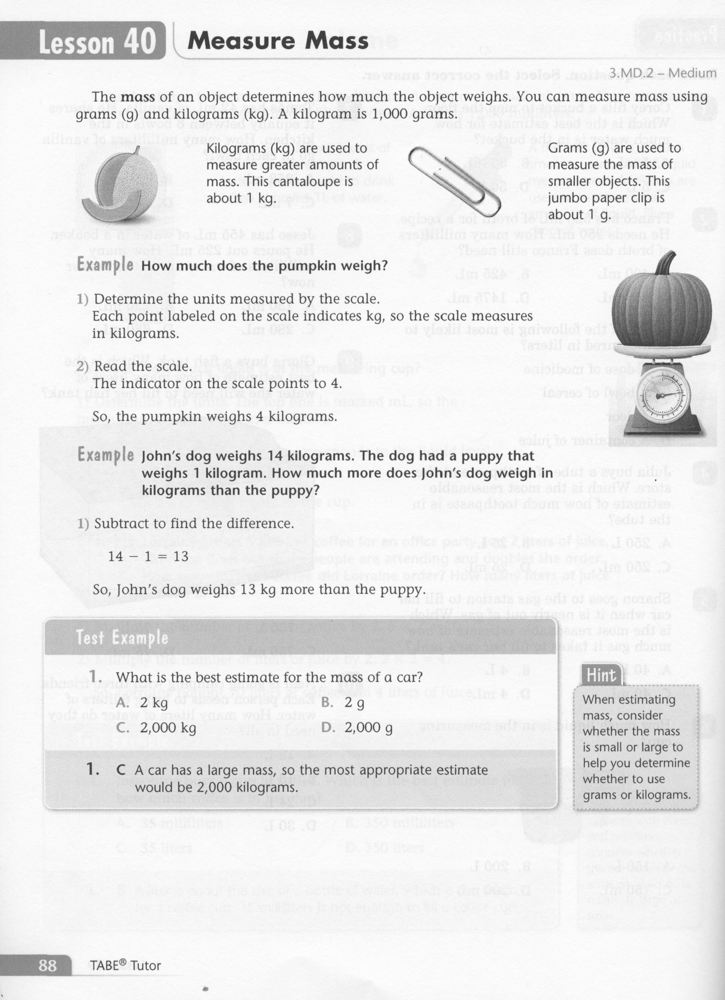 Lesson 40
Measure Mass
3.MD.2 – Medium
The mass of an object determines how much the object weighs. You can measure mass using
grams (g) and kilograms (kg). A kilogram is 1,000 grams.
Kilograms (kg) are used to
measure greater amounts of
mass. This cantaloupe is
about 1 kg.
Grams (g) are used to
measure the mass of
smaller objects. This
jumbo paper clip is
about 1 g.
Example How much does the pumpkin weigh?
1) Determine the units measured by the scale.
Each point labeled on the scale indicates kg, so the scale measures
in kilograms.
2) Read the scale.
The indicator on the scale points to 4.
So, the pumpkin weighs 4 kilograms.
Example John's dog weighs 14 kilograms. The dog had a puppy that
weighs 1 kilogram. How much more does John's dog weigh in
kilograms than the puppy?
1) Subtract to find the difference.
14 − 1 = 13
So, John's dog weighs 13 kg more than the puppy.
Test Example
1. What is the best estimate for the mass of a car?
A. 2 kg B. 2 g
C. 2,000 kg D. 2,000 g
1. C A car has a large mass, so the most appropriate estimate
would be 2,000 kilograms.
Hint
When estimating
mass, consider
whether the mass
is small or large to
help you determine
whether to use
grams or kilograms.
88 TABE® Tutor